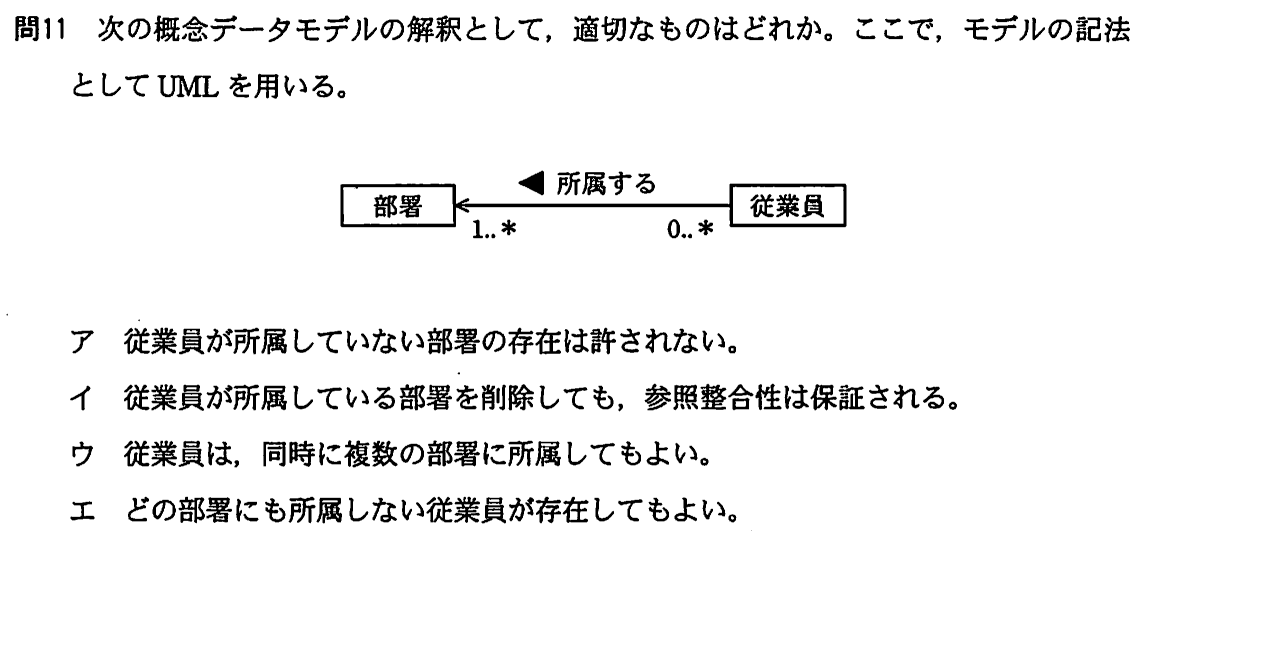 問11 次の概念データモデルの解釈として，適切なものはどれか。ここで，モデルの記法
としてUMLを用いる。
◀ 所属する
部署
従業員
1..*
0..*
ア 従業員が所属していない部署の存在は許されない。
イ 従業員が所属している部署を削除しても，参照整合性は保証される。
ウ 従業員は，同時に複数の部署に所属してもよい。
エ どの部署にも所属しない従業員が存在してもよい。